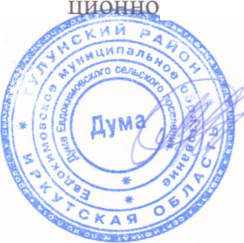 ционно
ТУЛУНСКИЙ РАЙОН
ИРКУТСКАЯ ОБЛАСТЬ
Евдокимовское муниципальное образование
Дума Евдокимовского сельского поселения
Дума